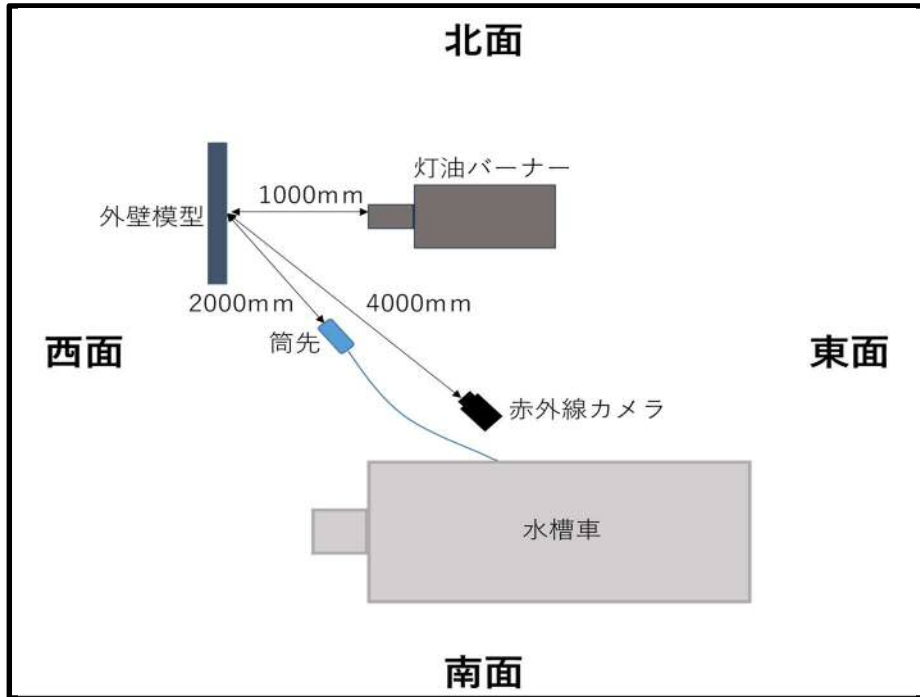 北面
灯油バーナー
1000mm
外壁模型
2000mm
4000mm
筒先
西面
東面
赤外線カメラ
水槽車
南面